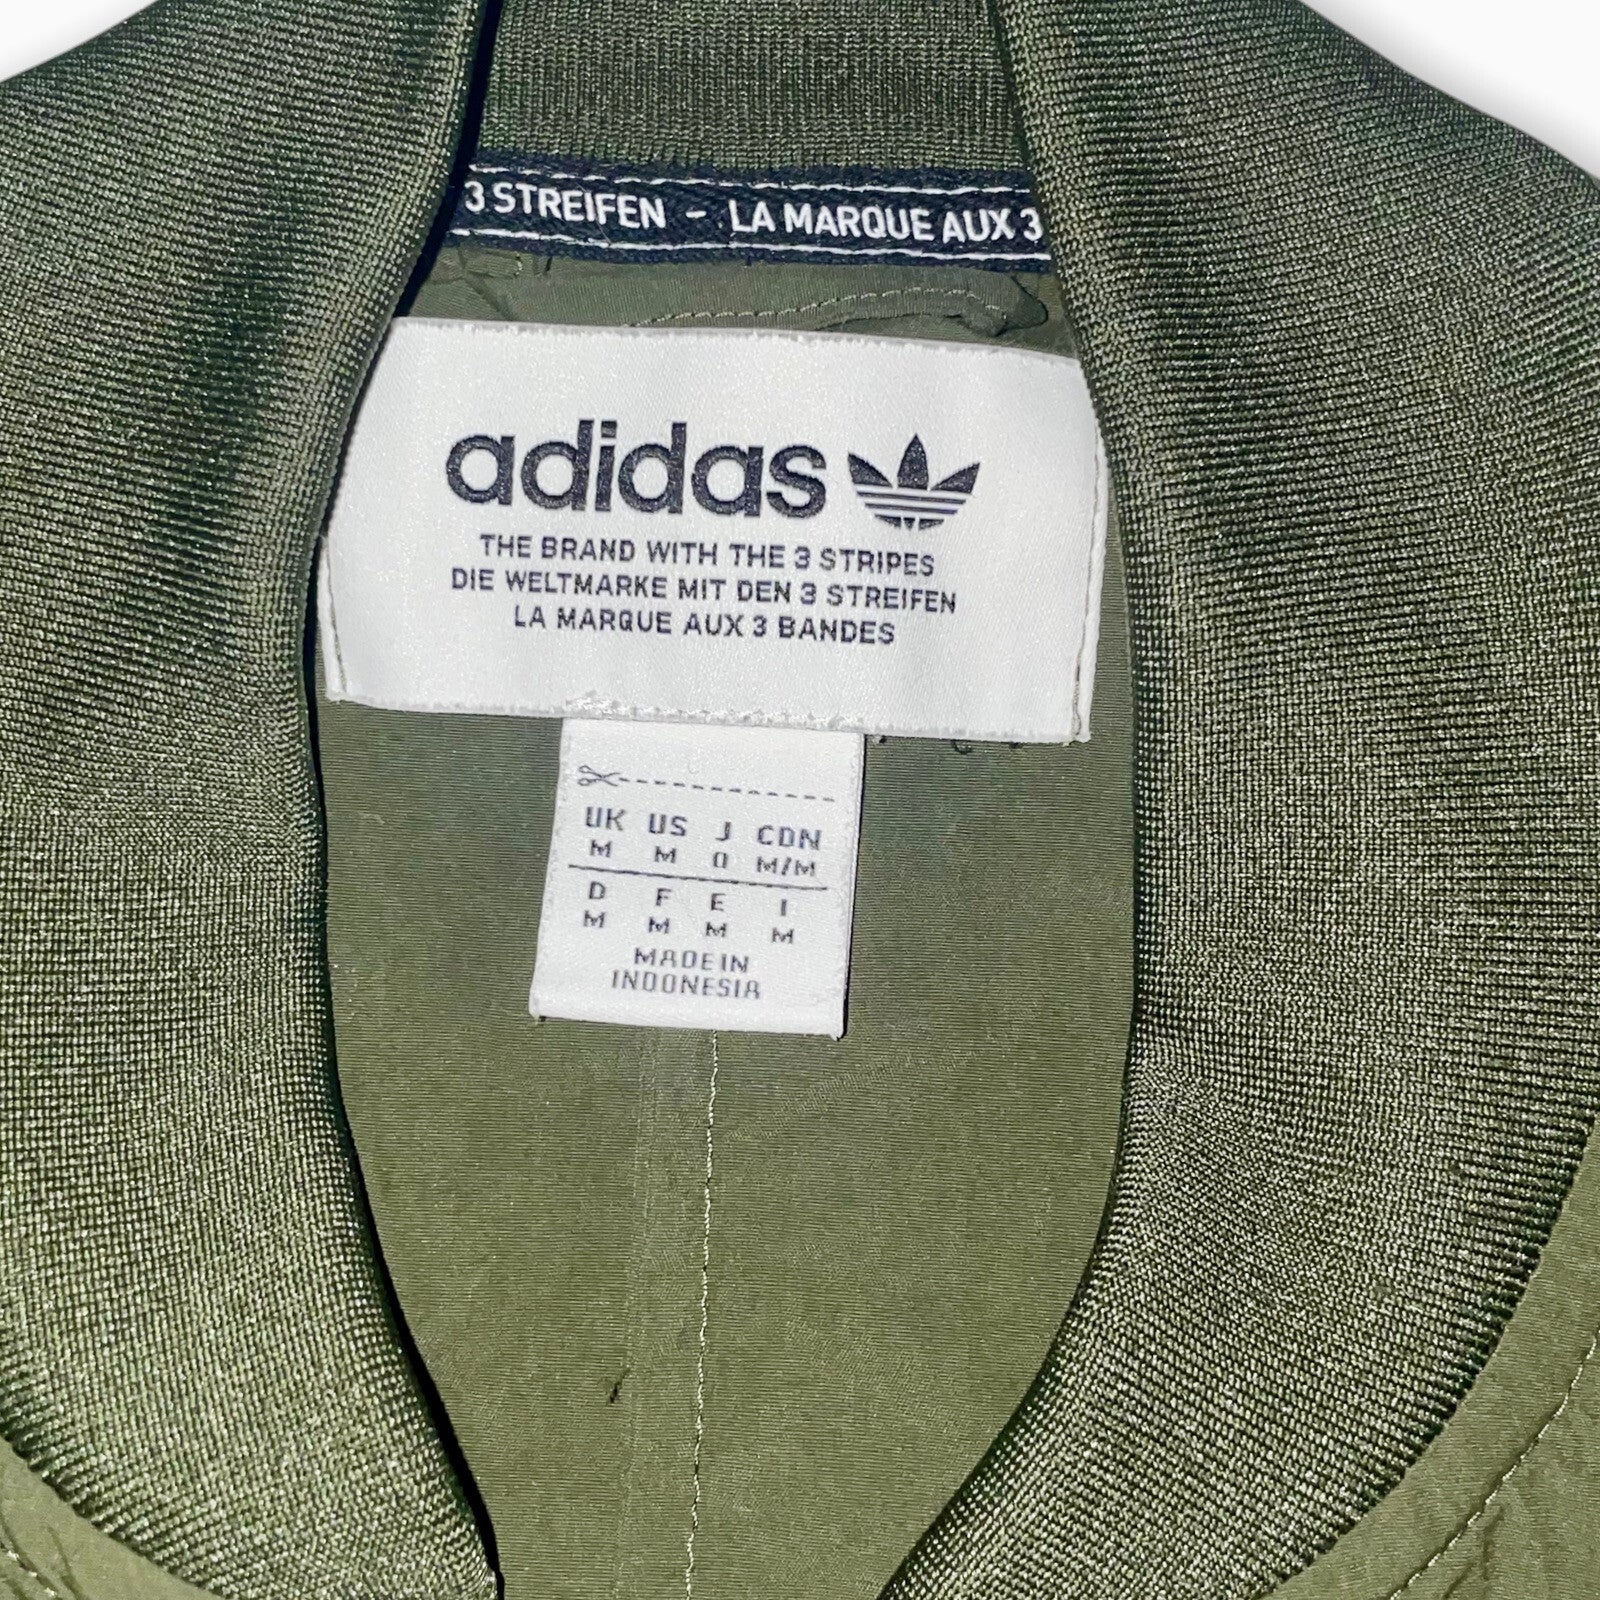 3 STREIFEN - LA MARQUE AUX 3
adidas
THE BRAND WITH THE 3 STRIPES
DIE WELTMARKE MIT DEN 3 STREIFEN
LA MARQUE AUX 3 BANDES
UK US J CDN
M M O M/M
D F E I
M M M M
MADE IN
INDONESIA